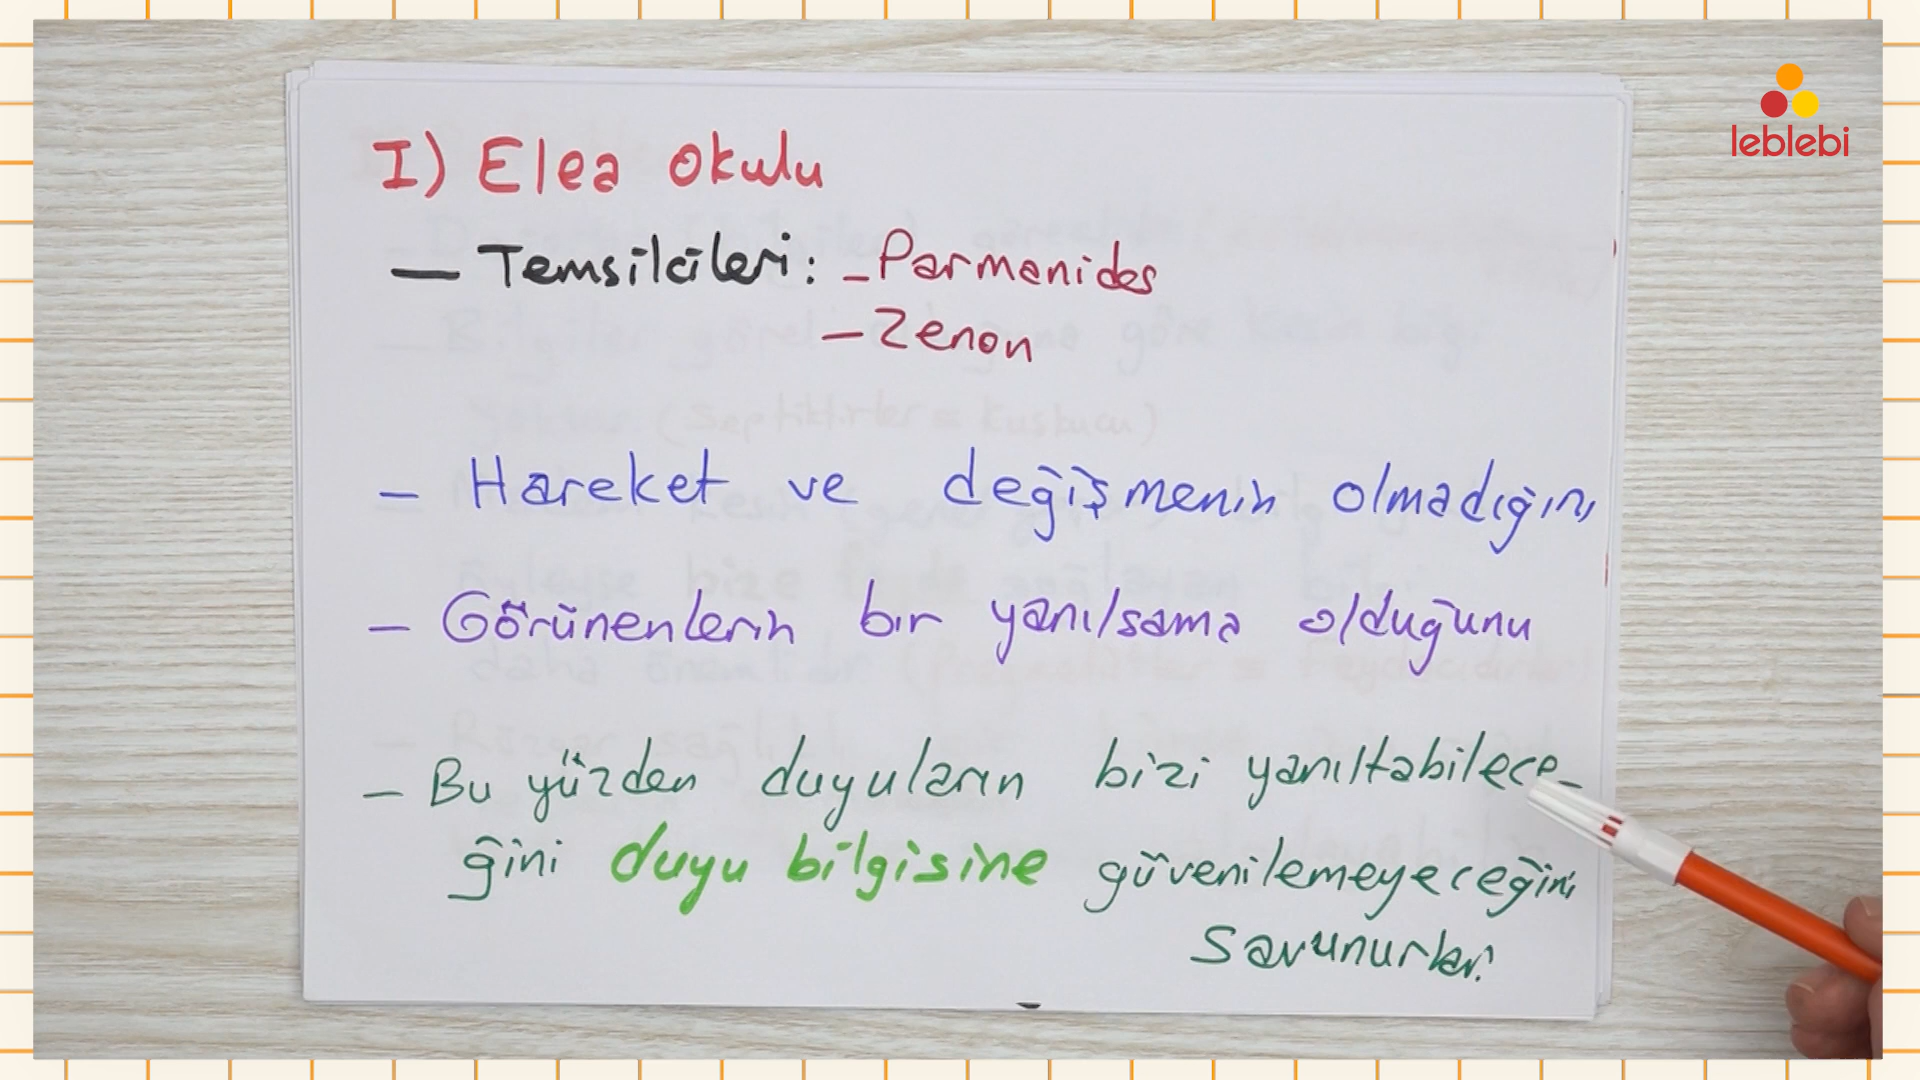 leblebi
I) Elea okulu
— Temsilcileri: – Parmanides
– Zenon
– Hareket ve değişmenin olmadığını
– Görünenlerin bir yanılsama olduğunu
– Bu yüzden duyuların bizi yanıltabilece-
ğini duyu bilgisine güvenilemeyeceğini
Savunurlar.